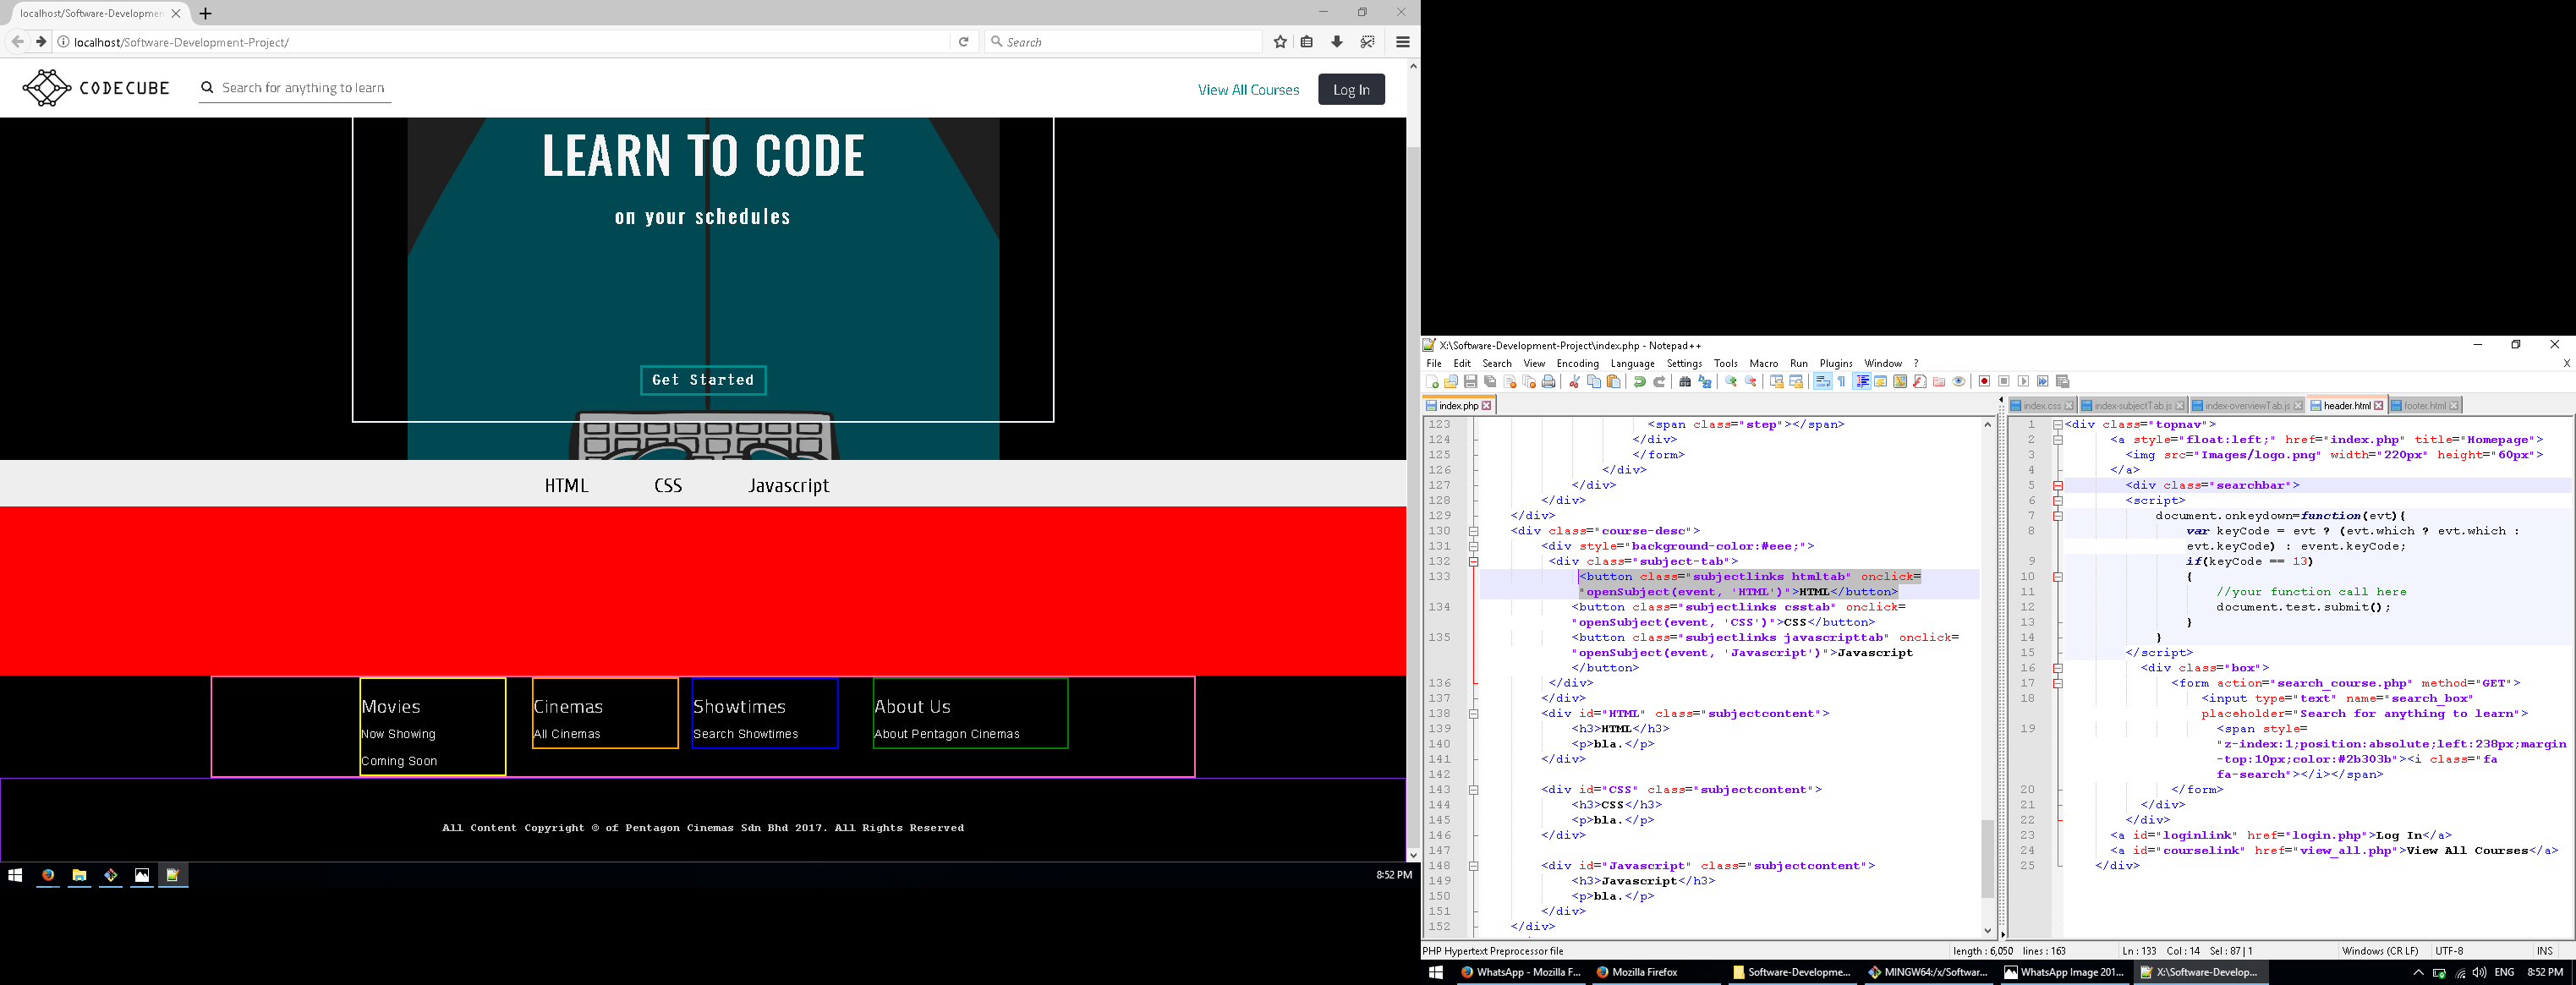 localhost/Software-Developmen
localhost/Software-Development-Project/
Search
CODECUBE
Search for anything to learn
View All Courses
Log In
LEARN TO CODE
on your schedules
Get Started
HTML
CSS
Javascript
Movies
Now Showing
Coming Soon
Cinemas
All Cinemas
Showtimes
Search Showtimes
About Us
About Pentagon Cinemas
All Content Copyright © of Pentagon Cinemas Sdn Bhd 2017. All Rights Reserved
8:52 PM
X:\Software-Development-Project\index.php - Notepad++
File Edit Search View Encoding Language Settings Tools Macro Run Plugins Window ?
X
index.php
123 <span class="step"></span>
124 </div>
125 </form>
126 </div>
127 </div>
128 </div>
129 </div>
130 <div class="course-desc">
131 <div style="background-color:#eee;">
132 <div class="subject-tab">
133 <button class="subjectlinks htmltab" onclick=
"openSubject(event, 'HTML')">HTML</button>
134 <button class="subjectlinks csstab" onclick=
"openSubject(event, 'CSS')">CSS</button>
135 <button class="subjectlinks javascripttab" onclick=
"openSubject(event, 'Javascript')">Javascript
</button>
136 </div>
137 </div>
138 <div id="HTML" class="subjectcontent">
139 <h3>HTML</h3>
140 <p>bla.</p>
141 </div>
142
143 <div id="CSS" class="subjectcontent">
144 <h3>CSS</h3>
145 <p>bla.</p>
146 </div>
147
148 <div id="Javascript" class="subjectcontent">
149 <h3>Javascript</h3>
150 <p>bla.</p>
151 </div>
152 </div>
index.css index-subjectTab.js index-overviewTab.js header.html footer.html
1 <div class="topnav">
2 <a style="float:left;" href="index.php" title="Homepage">
3 <img src="Images/logo.png" width="220px" height="60px">
4 </a>
5 <div class="searchbar">
6 <script>
7 document.onkeydown=function(evt){
8 var keyCode = evt ? (evt.which ? evt.which :
evt.keyCode) : event.keyCode;
9 if(keyCode == 13)
10 {
11 //your function call here
12 document.test.submit();
13 }
14 }
15 </script>
16 <div class="box">
17 <form action="search_course.php" method="GET">
18 <input type="text" name="search_box"
placeholder="Search for anything to learn">
19 <span style=
"z-index:1;position:absolute;left:238px;margin
-top:10px;color:#2b303b"><i class="fa
fa-search"></i></span>
20 </form>
21 </div>
22 </div>
23 <a id="loginlink" href="login.php">Log In</a>
24 <a id="courselink" href="view_all.php">View All Courses</a>
25 </div>
PHP Hypertext Preprocessor file
length : 6,050 lines : 163
Ln : 133 Col : 14 Sel : 87 | 1
Windows (CR LF)
UTF-8
INS
WhatsApp - Mozilla F...
Mozilla Firefox
Software-Developme...
MINGW64:/x/Softwar...
WhatsApp Image 201...
X:\Software-Develop...
ENG
8:52 PM